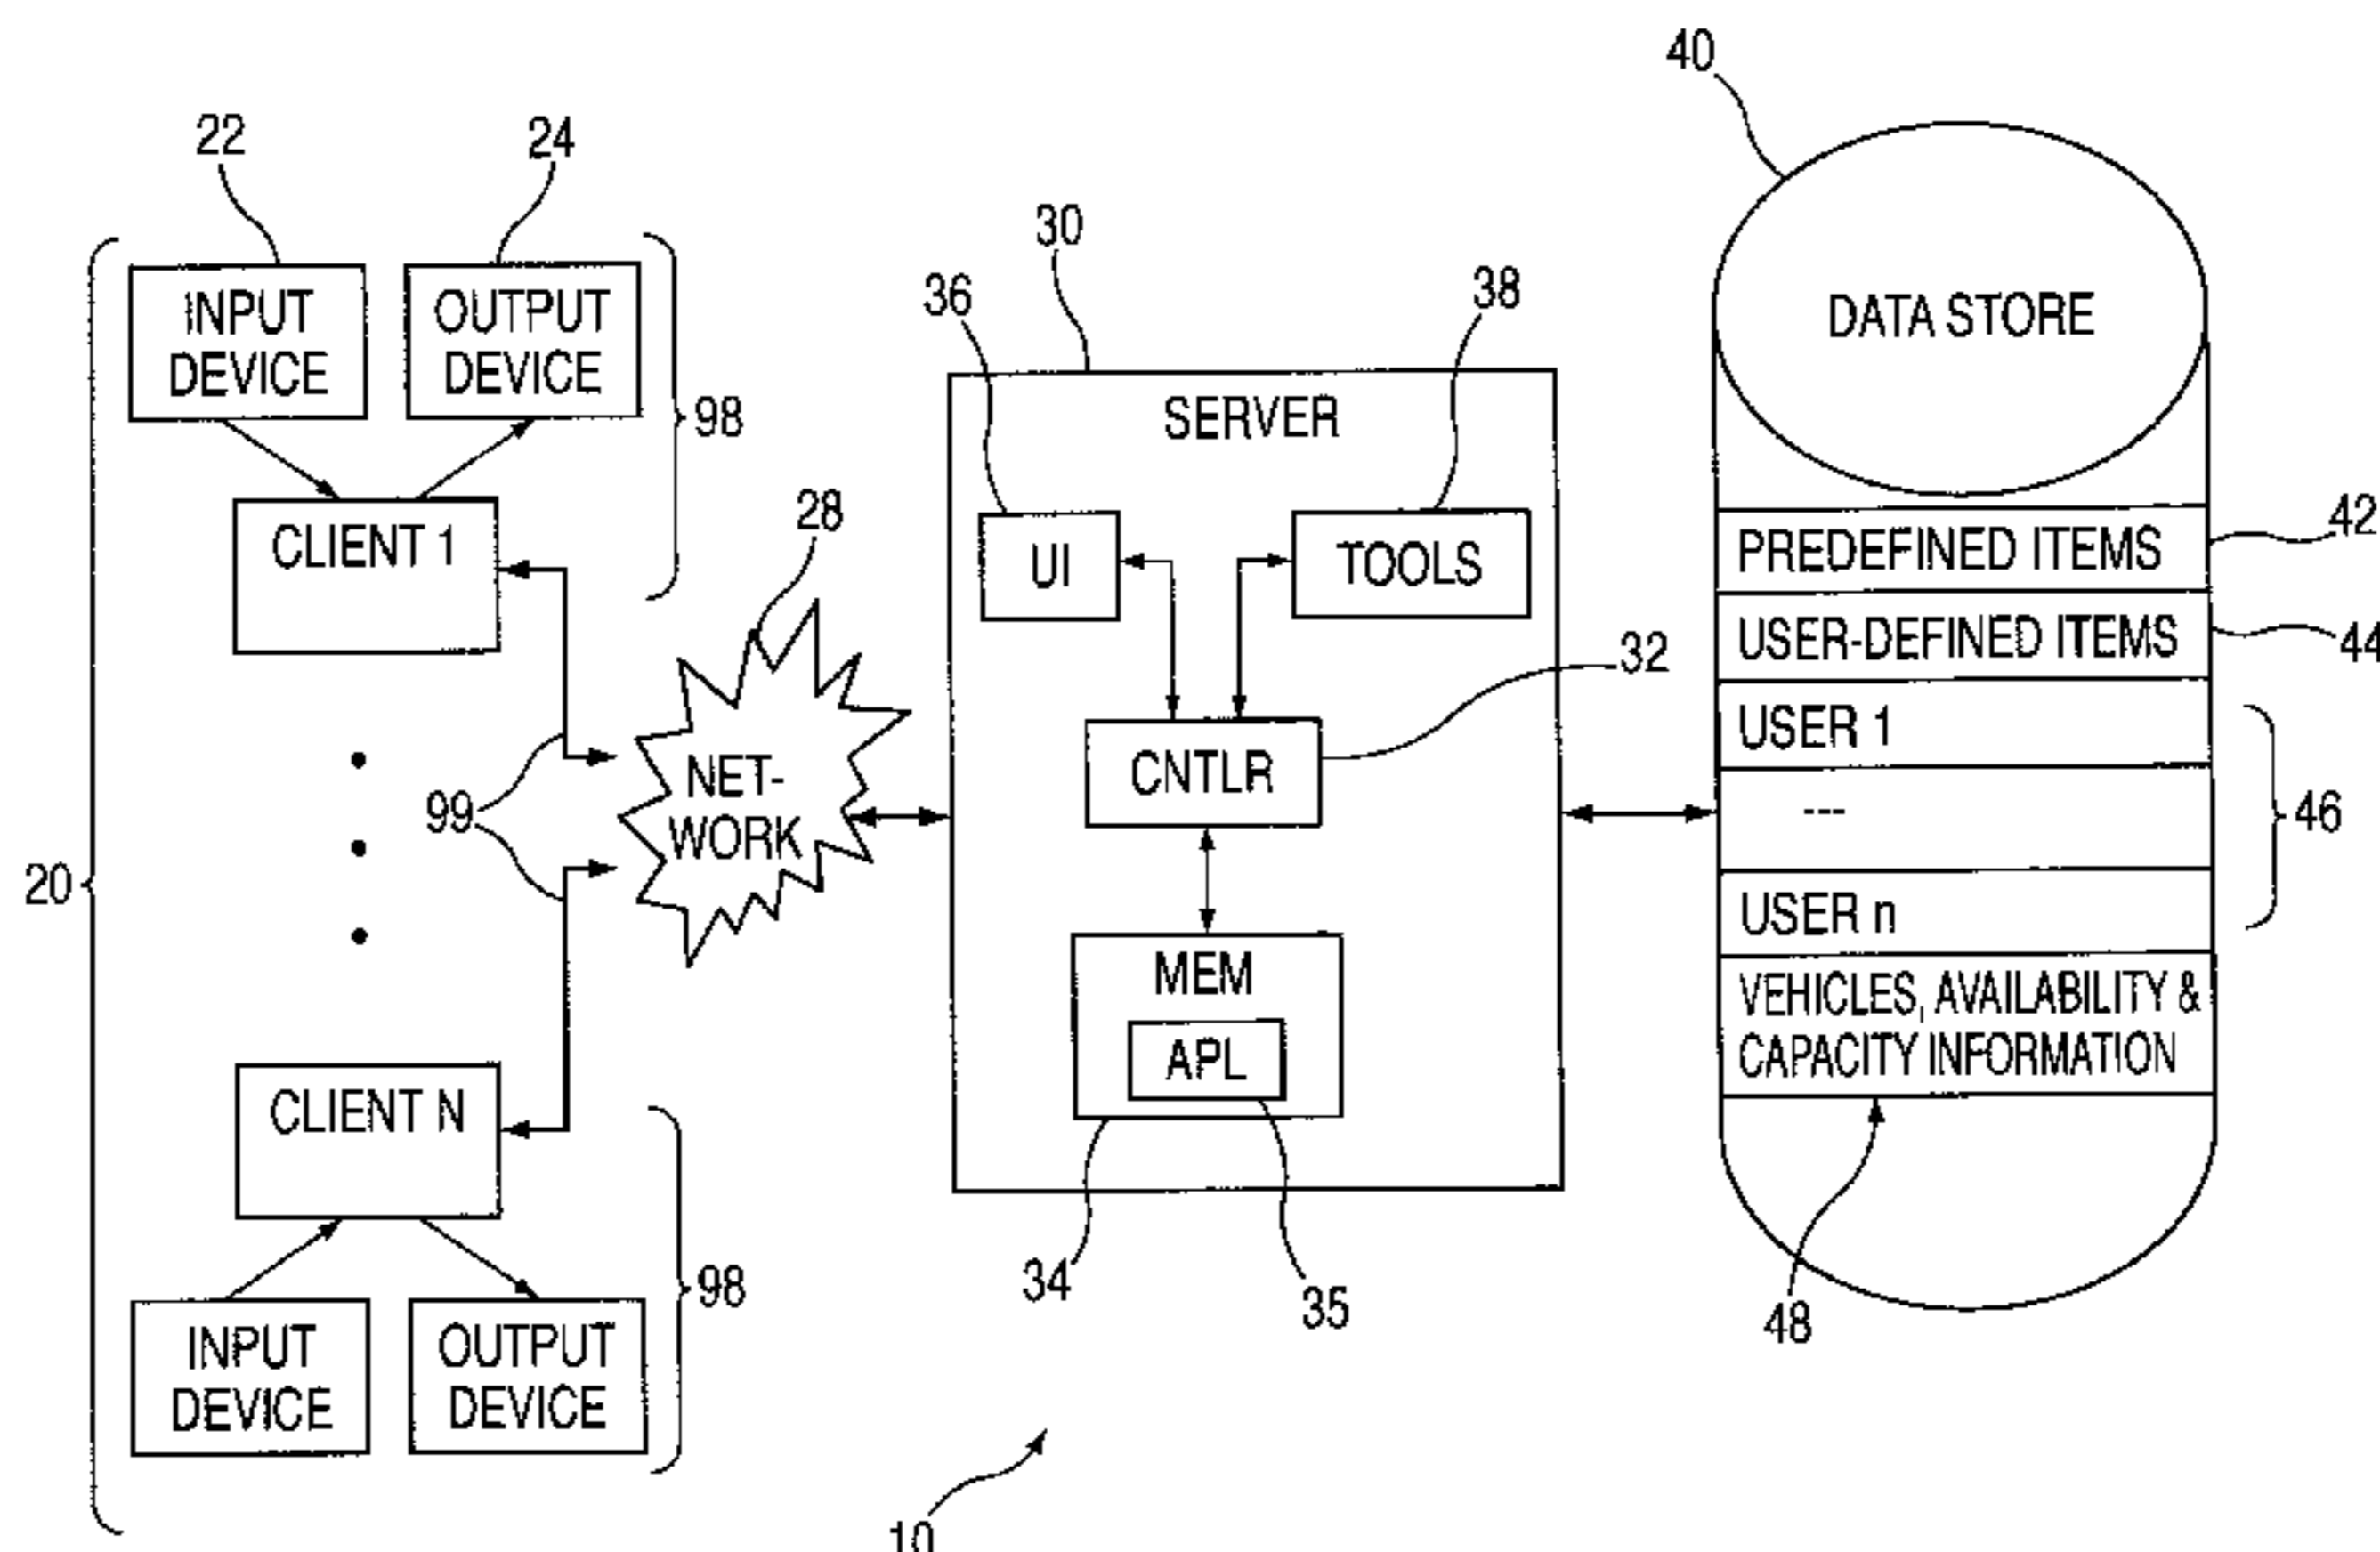 40
22
24
30
36
38
INPUT
DEVICE
OUTPUT
DEVICE
98
CLIENT 1
28
SERVER
UI
TOOLS
32
CNTLR
MEM
APL
34
35
NET-
WORK
99
20
CLIENT N
INPUT
DEVICE
OUTPUT
DEVICE
98
DATA STORE
PREDEFINED ITEMS
42
USER-DEFINED ITEMS
44
USER 1
---
46
USER n
VEHICLES, AVAILABILITY &
CAPACITY INFORMATION
48
10